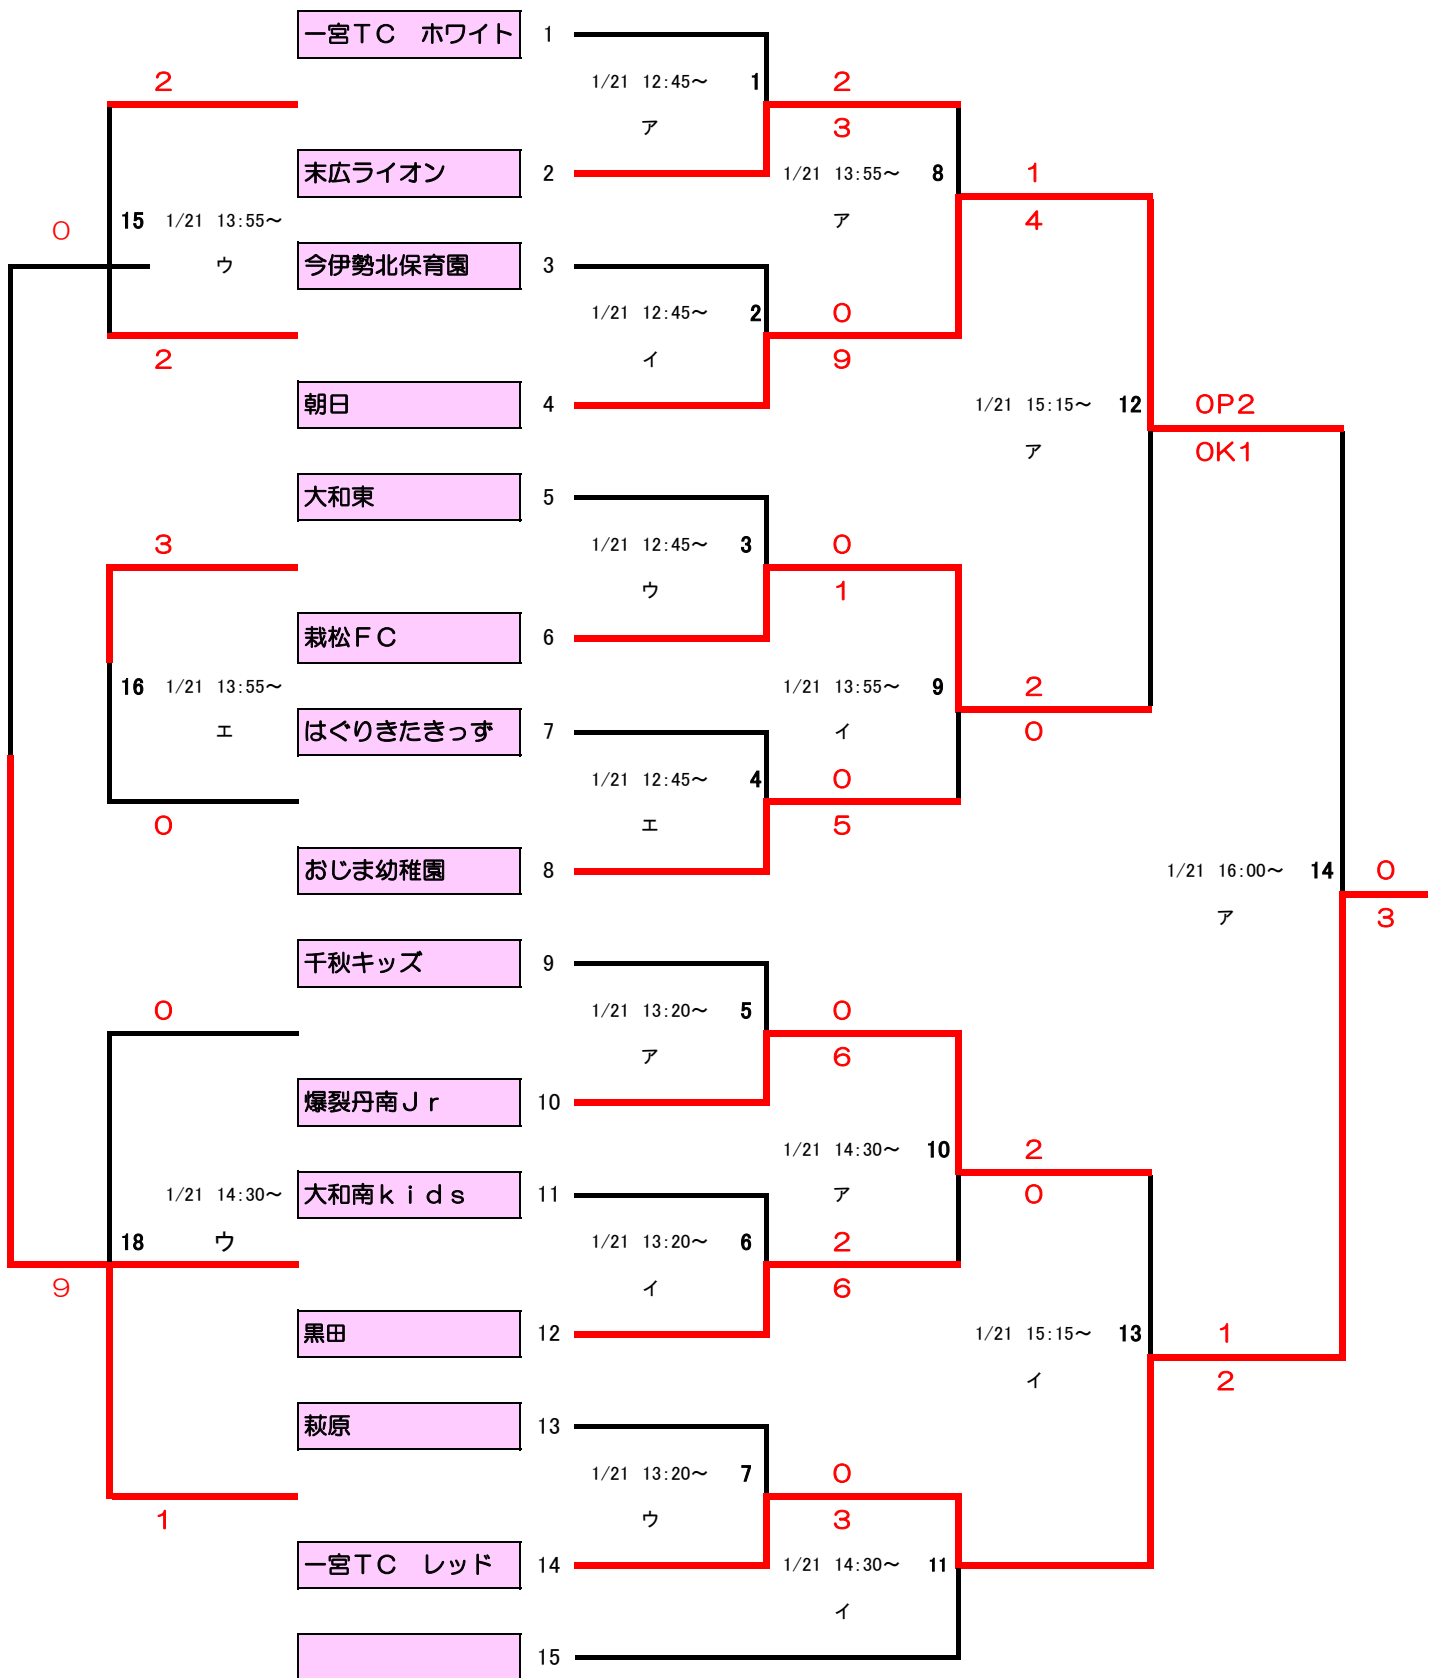 一宮ＴＣ　ホワイト 1
2 1/21 12:45～ 1 2
ア 3
末広ライオン 2 1/21 13:55～ 8 1
0 15 1/21 13:55～ ア 4
ウ 今伊勢北保育園 3
1/21 12:45～ 2 0
2 イ 9
朝日 4 1/21 15:15～ 12 0P2
ア 0K1
大和東 5
3 1/21 12:45～ 3 0
ウ 1
栽松ＦＣ 6
16 1/21 13:55～ 1/21 13:55～ 9 2
エ はぐりきたきっず 7 イ 0
1/21 12:45～ 4 0
0 エ 5
おじま幼稚園 8 1/21 16:00～ 14 0
ア 3
千秋キッズ 9
0 1/21 13:20～ 5 0
ア 6
爆裂丹南Ｊｒ 10
1/21 14:30～ 10 2
1/21 14:30～ 大和南ｋｉｄｓ 11 ア 0
18 ウ 1/21 13:20～ 6 2
9 イ 6
黒田 12 1/21 15:15～ 13 1
イ 2
萩原 13
1/21 13:20～ 7 0
1 ウ 3
一宮ＴＣ　レッド 14 1/21 14:30～ 11
イ
15